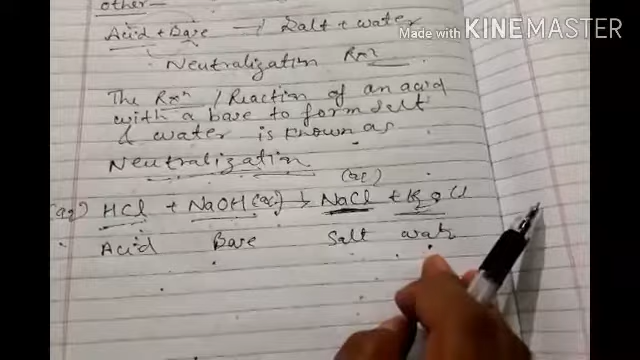 other
Made with KINEMASTER
Acid + Base → Salt + water
Neutralization Rxn
The Rxn / Reaction of an acid
with a base to form salt
& water is known as
Neutralization
(aq)
(aq) HCl + NaOH (aq) → NaCl + H2O
Acid Base Salt wate